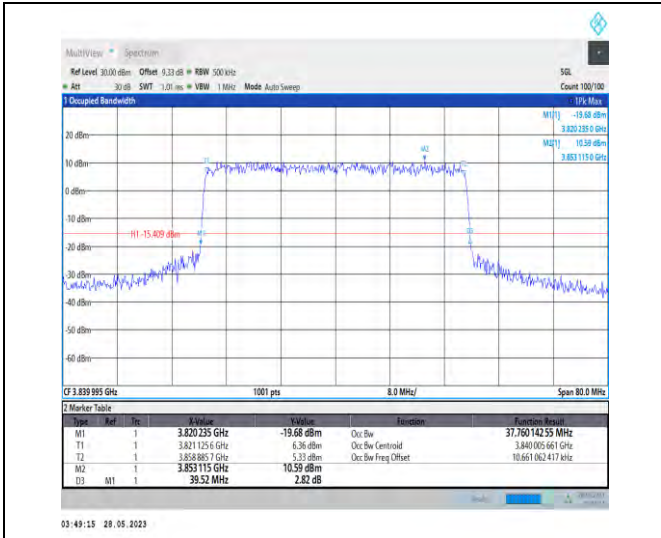 MultiView Spectrum
Ref Level 30.00 dBm Offset 9.33 dB RBW 500 kHz SGL
Att 30 dB SWT 1.01 ms VBW 1 MHz Mode Auto Sweep Count 100/100
1 Occupied Bandwidth 1Pk Max
M1[1] -19.68 dBm
3.820 235 0 GHz
M2[1] 10.59 dBm
3.853 115 0 GHz
20 dBm
M2
10 dBm
0 dBm
-10 dBm
H1 -15.409 dBm M1 D3
-20 dBm
-30 dBm
-40 dBm
-50 dBm
-60 dBm
CF 3.839 995 GHz 1001 pts 8.0 MHz/ Span 80.0 MHz
2 Marker Table
Type Ref Trc X-Value Y-Value Function Function Result
M1 1 3.820 235 GHz -19.68 dBm Occ Bw 37.760 142 55 MHz
T1 1 3.821 125 6 GHz 6.36 dBm Occ Bw Centroid 3.840 005 661 GHz
T2 1 3.858 885 7 GHz 5.33 dBm Occ Bw Freq Offset 10.661 062 417 kHz
M2 1 3.853 115 GHz 10.59 dBm
D3 M1 1 39.52 MHz 2.82 dB
03:49:15 28.05.2023